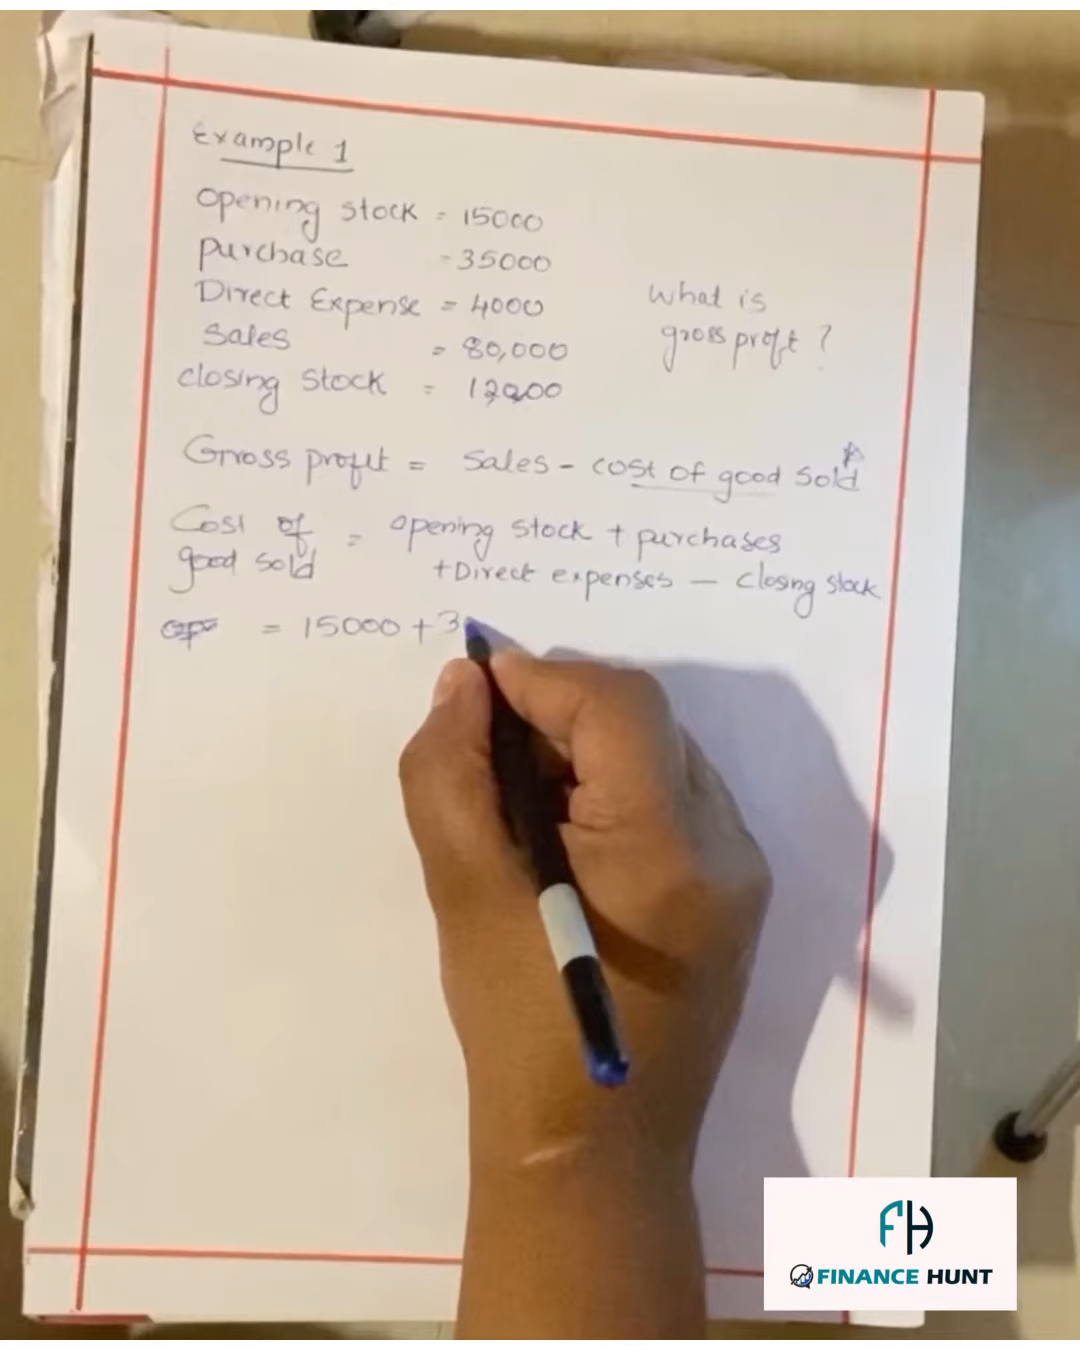 Example 1
Opening stock = 15000
Purchase = 35000
Direct Expense = 4000
Sales = 80,000
closing stock = 12000
What is
gross profit ?
Gross profit = Sales - cost of good sold
Cost of good sold = opening stock + purchases
+ Direct expenses - closing stock
= 15000 + 3
FH
FINANCE HUNT